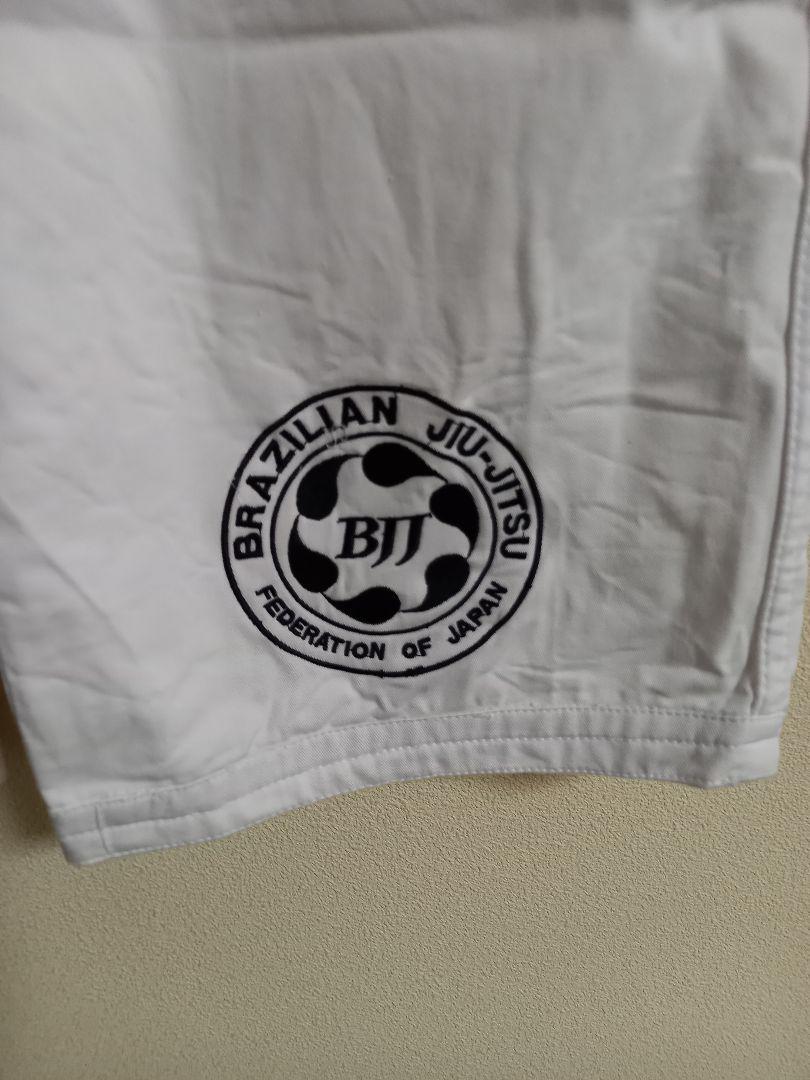 BRAZILIAN JIU-JITSU
BJJ
FEDERATION OF JAPAN